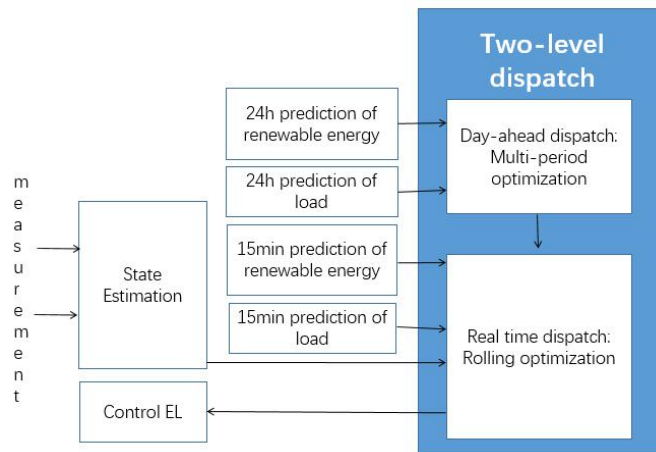 Two-level
dispatch
24h prediction of
renewable energy
Day-ahead dispatch:
Multi-period
optimization
24h prediction of
load
measurement
State
Estimation
15min prediction of
renewable energy
15min prediction of
load
Real time dispatch:
Rolling optimization
Control EL